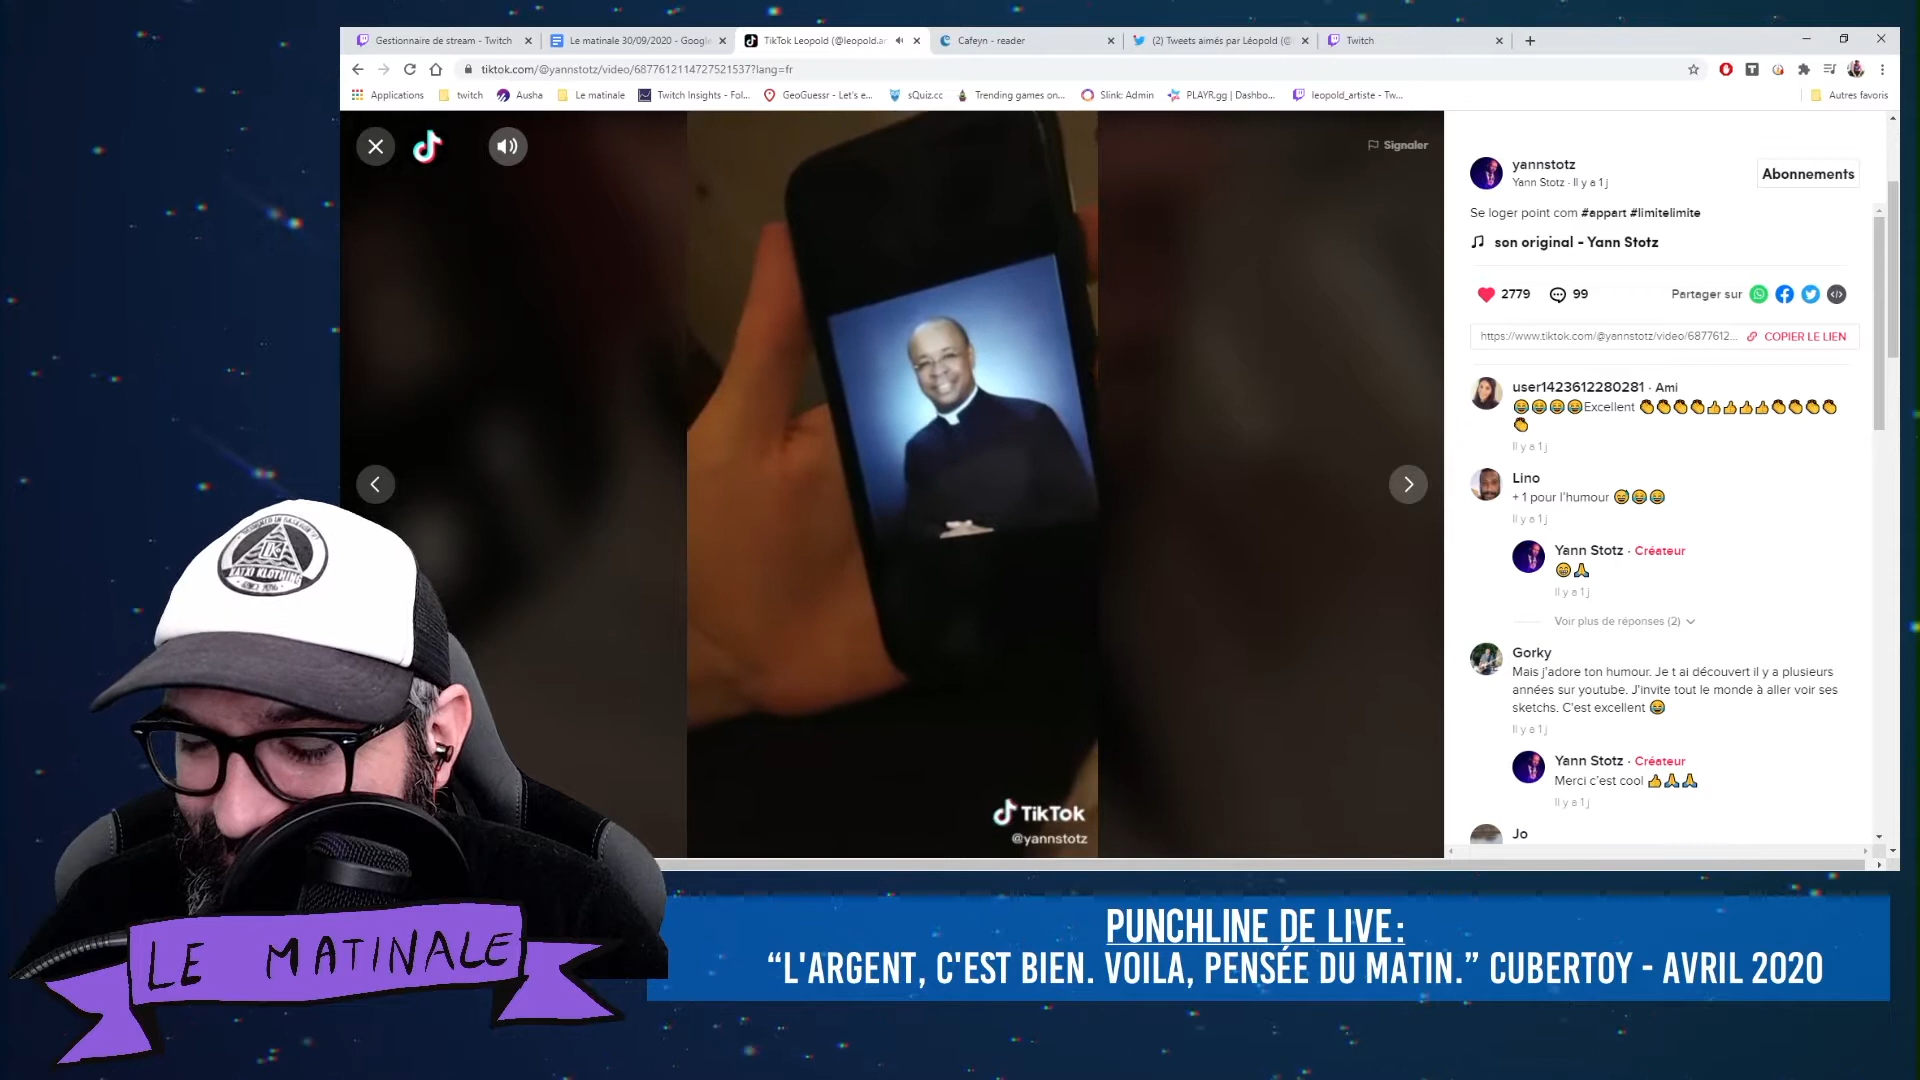 Gestionnaire de stream - Twitch
Le matinale 30/09/2020 - Google
TikTok Leopold (@leopold.ar
Cafeyn - reader
(2) Tweets aimés par Léopold (@
Twitch
tiktok.com/@yannstotz/video/6877612114727521537?lang=fr
Applications
twitch
Ausha
Le matinale
Twitch Insights - Fol...
GeoGuessr - Let's e...
sQuiz.cc
Trending games on...
Slink: Admin
PLAYR.gg | Dashbo...
leopold_artiste - Tw...
Autres favoris
Signaler
TikTok
@yannstotz
yannstotz
Yann Stotz · Il y a 1 j
Abonnements
Se loger point com #appart #limitelimite
son original - Yann Stotz
2779
99
Partager sur
https://www.tiktok.com/@yannstotz/video/6877612...
COPIER LE LIEN
user1423612280281 · Ami
😂😂😂😂Excellent 👏👏👏👏👍👍👍👍👏👏👏👏
👏
Il y a 1 j
Lino
+ 1 pour l'humour 😅😂😂
Il y a 1 j
Yann Stotz · Créateur
😁🙏
Il y a 1 j
Voir plus de réponses (2)
Gorky
Mais j'adore ton humour. Je t ai découvert il y a plusieurs
années sur youtube. J'invite tout le monde à aller voir ses
sketchs. C'est excellent 😂
Il y a 1 j
Yann Stotz · Créateur
Merci c'est cool 👍🙏🙏
Il y a 1 j
Jo
KATXI KLOTHING
LE MATINALE
PUNCHLINE DE LIVE:
“L'ARGENT, C'EST BIEN. VOILA, PENSÉE DU MATIN.” CUBERTOY - AVRIL 2020